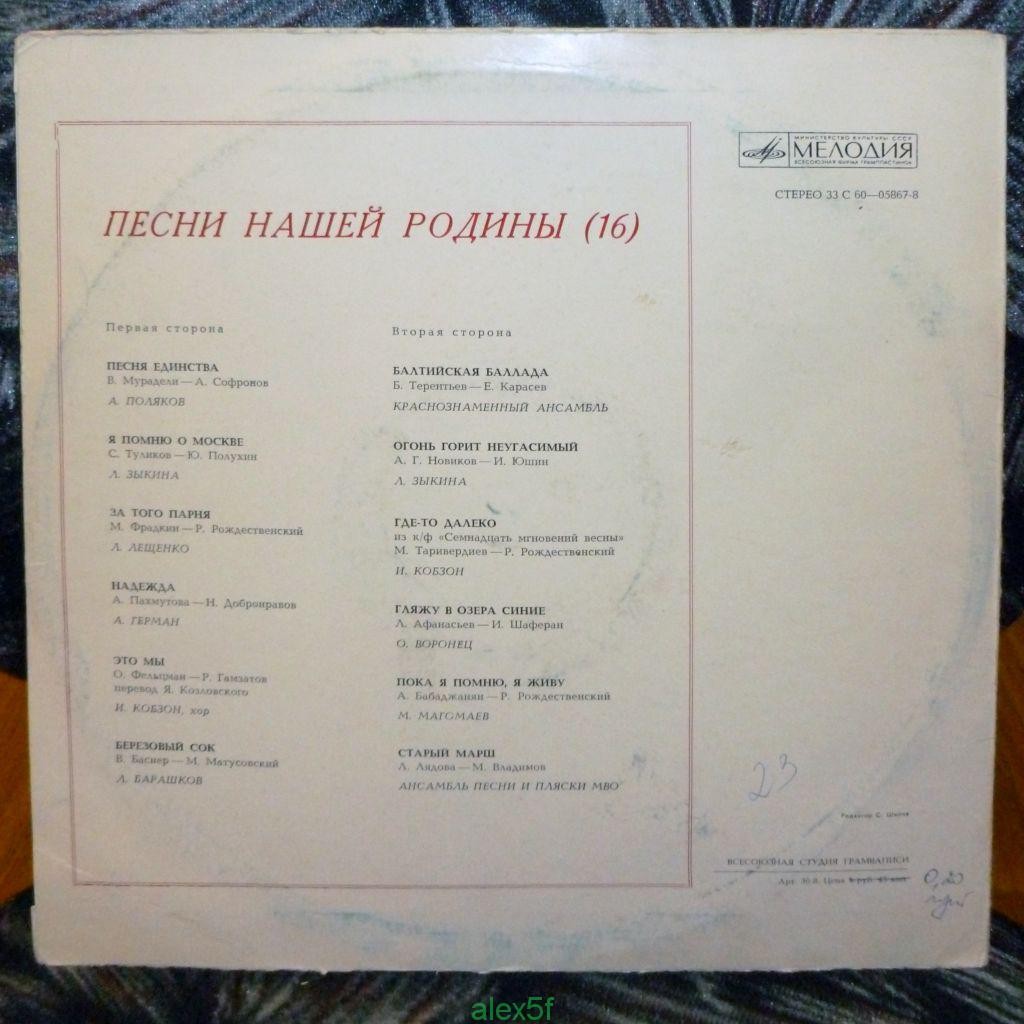 МИНИСТЕРСТВО КУЛЬТУРЫ СССР
МЕЛОДИЯ
ВСЕСОЮЗНАЯ ФИРМА ГРАМПЛАСТИНОК
СТЕРЕО 33 С 60—05867-8
ПЕСНИ НАШЕЙ РОДИНЫ (16)
Первая сторона
ПЕСНЯ ЕДИНСТВА
В. Мурадели — А. Софронов
А. ПОЛЯКОВ
Я ПОМНЮ О МОСКВЕ
С. Туликов — Ю. Полухин
Л. ЗЫКИНА
ЗА ТОГО ПАРНЯ
М. Фрадкин — Р. Рождественский
Л. ЛЕЩЕНКО
НАДЕЖДА
А. Пахмутова — Н. Добронравов
А. ГЕРМАН
ЭТО МЫ
О. Фельцман — Р. Гамзатов
перевод Я. Козловского
И. КОБЗОН, хор
БЕРЕЗОВЫЙ СОК
В. Баснер — М. Матусовский
Л. БАРАШКОВ
Вторая сторона
БАЛТИЙСКАЯ БАЛЛАДА
Б. Терентьев — Е. Карасев
КРАСНОЗНАМЕННЫЙ АНСАМБЛЬ
ОГОНЬ ГОРИТ НЕУГАСИМЫЙ
А. Г. Новиков — И. Юшин
Л. ЗЫКИНА
ГДЕ-ТО ДАЛЕКО
из к/ф «Семнадцать мгновений весны»
М. Таривердиев — Р. Рождественский
И. КОБЗОН
ГЛЯЖУ В ОЗЕРА СИНИЕ
Л. Афанасьев — И. Шаферан
О. ВОРОНЕЦ
ПОКА Я ПОМНЮ, Я ЖИВУ
А. Бабаджанян — Р. Рождественский
М. МАГОМАЕВ
СТАРЫЙ МАРШ
Л. Лядова — М. Владимов
АНСАМБЛЬ ПЕСНИ И ПЛЯСКИ МВО
23
Редактор С.
ВСЕСОЮЗНАЯ СТУДИЯ ГРАМЗАПИСИ
Арт. Цена руб. коп.
0,20
alex5f